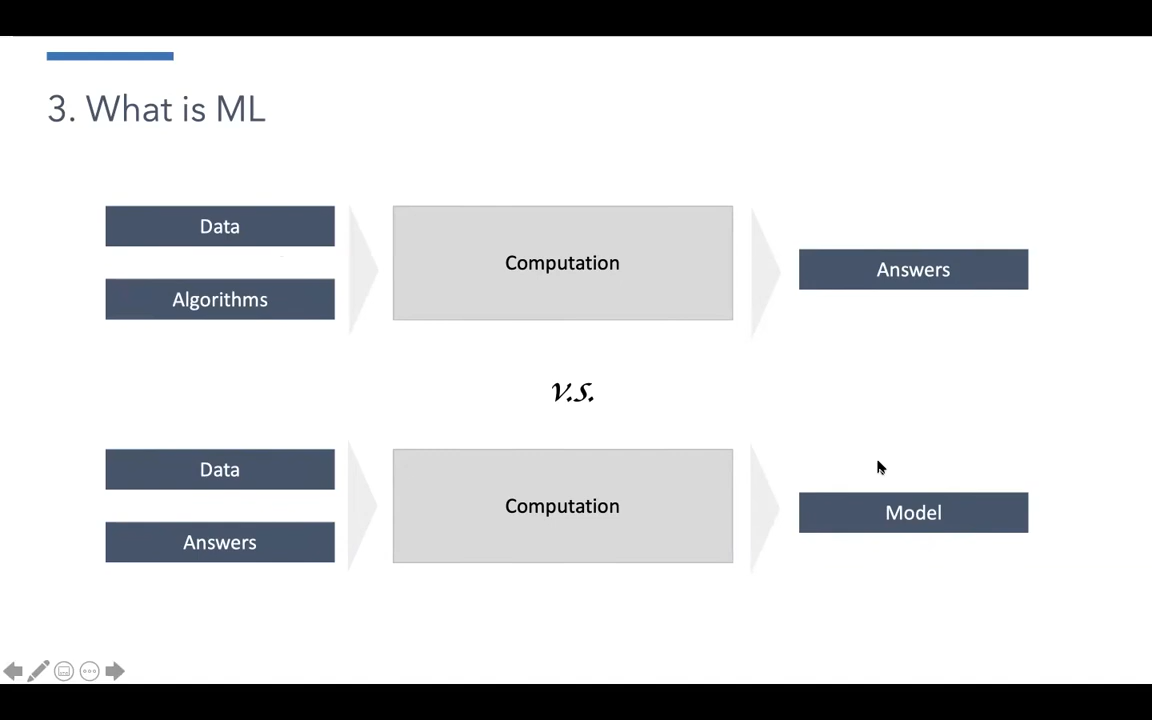 3. What is ML
Data
Algorithms
Computation
Answers
v.s.
Data
Answers
Computation
Model